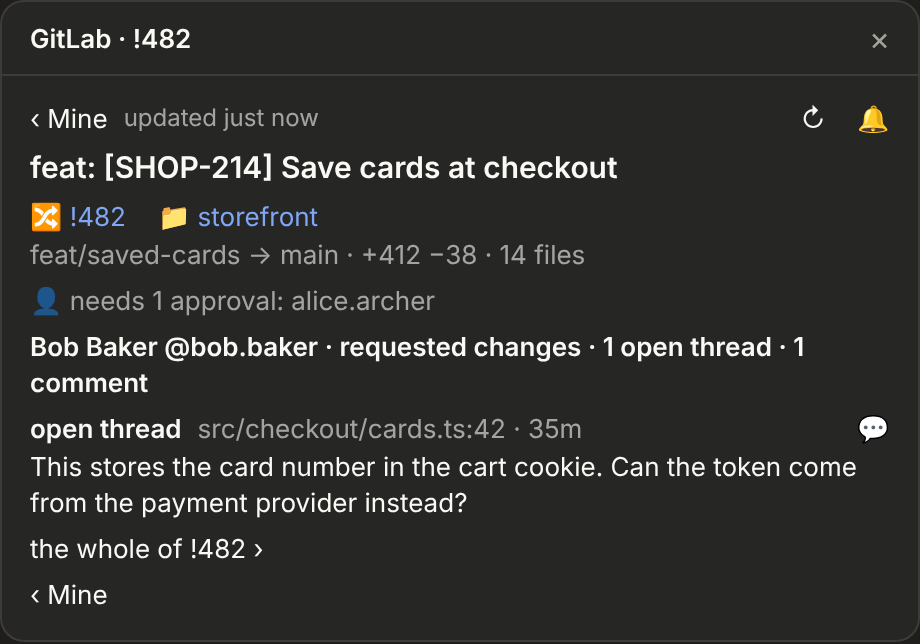 GitLab · !482
×
‹ Mine updated just now
feat: [SHOP-214] Save cards at checkout
!482 storefront
feat/saved-cards → main · +412 −38 · 14 files
needs 1 approval: alice.archer
Bob Baker @bob.baker · requested changes · 1 open thread · 1
comment
open thread src/checkout/cards.ts:42 · 35m
This stores the card number in the cart cookie. Can the token come
from the payment provider instead?
the whole of !482 ›
‹ Mine